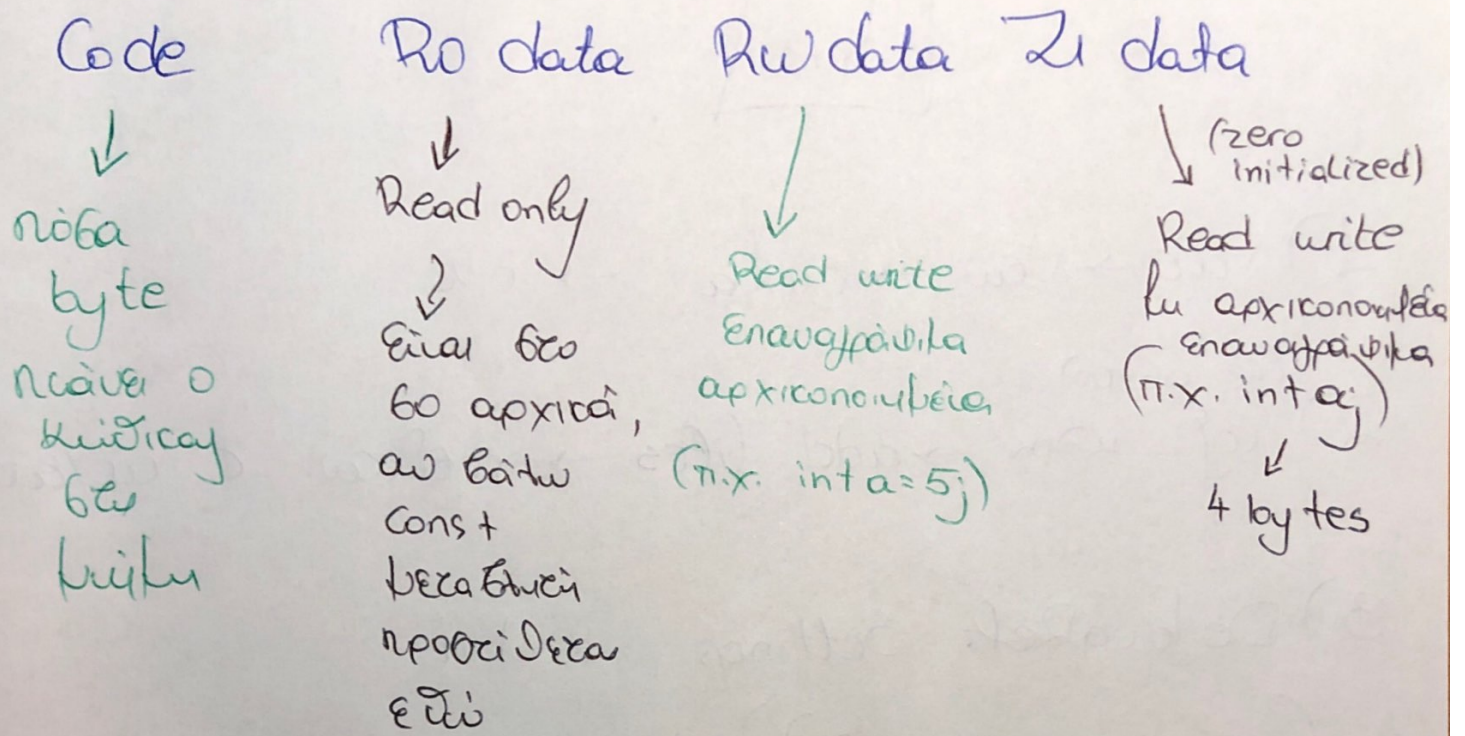 Code
RO data
RW data
ZI data
πόσα
byte
πιάνει ο
κώδικας
στη
μνήμη
Read only
είναι στο
60 αρχικά,
αν βάλω
const
μεταβλητή
προστίθεται
εδώ
Read write
επαναγράψιμα
αρχικοποιημένα
(π.χ. int a=5;)
(zero
initialized)
Read write
μη αρχικοποιημένα
επαναγράψιμα
(π.χ. int a;)
4 bytes